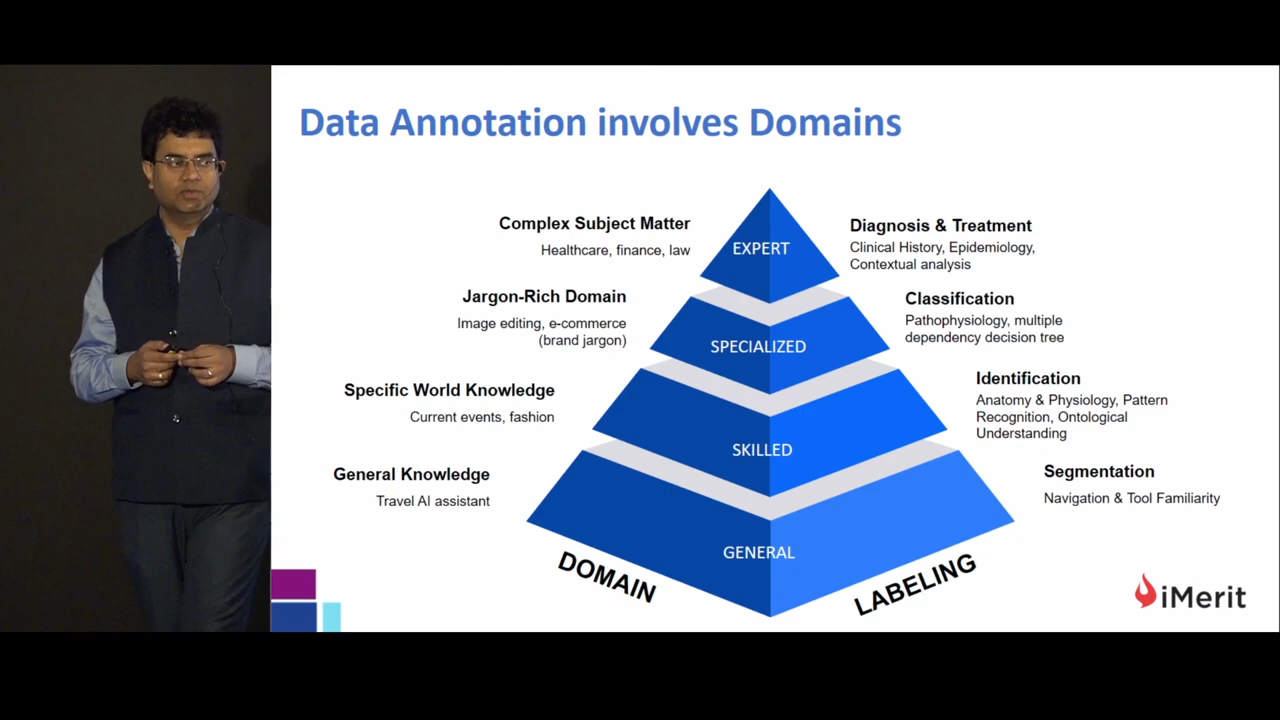 Data Annotation involves Domains
Complex Subject Matter
Healthcare, finance, law
EXPERT
Diagnosis & Treatment
Clinical History, Epidemiology,
Contextual analysis
Jargon-Rich Domain
Image editing, e-commerce
(brand jargon)
SPECIALIZED
Classification
Pathophysiology, multiple
dependency decision tree
Specific World Knowledge
Current events, fashion
SKILLED
Identification
Anatomy & Physiology, Pattern
Recognition, Ontological
Understanding
General Knowledge
Travel AI assistant
GENERAL
Segmentation
Navigation & Tool Familiarity
DOMAIN
LABELING
iMerit